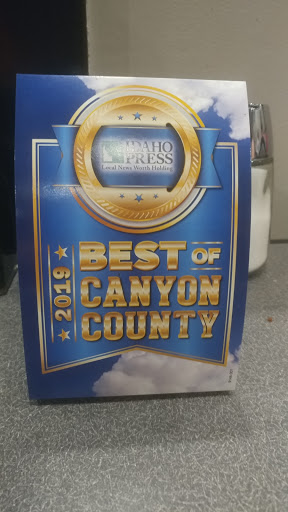 IDAHO
PRESS
Local News Worth Holding
2019
BEST OF
CANYON
COUNTY